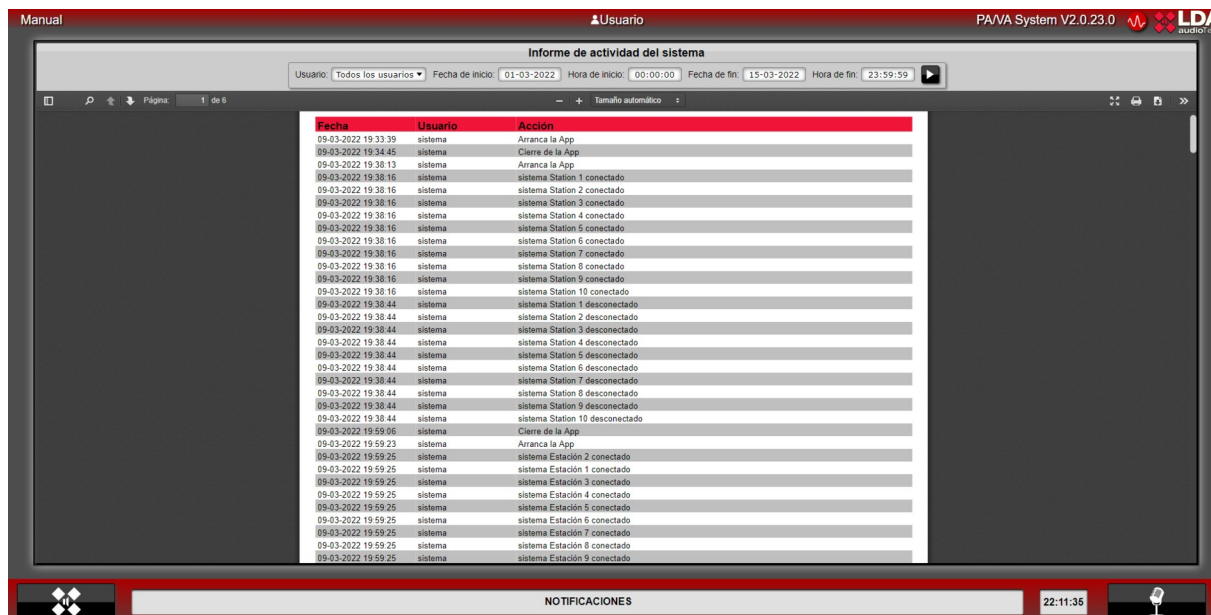 Manual
Usuario
PA/VA System V2.0.23.0
LDA
audioTe
Informe de actividad del sistema
Usuario: Todos los usuarios Fecha de inicio: 01-03-2022 Hora de inicio: 00:00:00 Fecha de fin: 15-03-2022 Hora de fin: 23:59:59
Página: 1 de 6
Tamaño automático
Fecha Usuario Acción
09-03-2022 19:33:39 sistema Arranca la App
09-03-2022 19:34:45 sistema Cierre de la App
09-03-2022 19:38:13 sistema Arranca la App
09-03-2022 19:38:16 sistema sistema Station 1 conectado
09-03-2022 19:38:16 sistema sistema Station 2 conectado
09-03-2022 19:38:16 sistema sistema Station 3 conectado
09-03-2022 19:38:16 sistema sistema Station 4 conectado
09-03-2022 19:38:16 sistema sistema Station 5 conectado
09-03-2022 19:38:16 sistema sistema Station 6 conectado
09-03-2022 19:38:16 sistema sistema Station 7 conectado
09-03-2022 19:38:16 sistema sistema Station 8 conectado
09-03-2022 19:38:16 sistema sistema Station 9 conectado
09-03-2022 19:38:16 sistema sistema Station 10 conectado
09-03-2022 19:38:44 sistema sistema Station 1 desconectado
09-03-2022 19:38:44 sistema sistema Station 2 desconectado
09-03-2022 19:38:44 sistema sistema Station 3 desconectado
09-03-2022 19:38:44 sistema sistema Station 4 desconectado
09-03-2022 19:38:44 sistema sistema Station 5 desconectado
09-03-2022 19:38:44 sistema sistema Station 6 desconectado
09-03-2022 19:38:44 sistema sistema Station 7 desconectado
09-03-2022 19:38:44 sistema sistema Station 8 desconectado
09-03-2022 19:38:44 sistema sistema Station 9 desconectado
09-03-2022 19:38:44 sistema sistema Station 10 desconectado
09-03-2022 19:59:06 sistema Cierre de la App
09-03-2022 19:59:23 sistema Arranca la App
09-03-2022 19:59:25 sistema sistema Estación 2 conectado
09-03-2022 19:59:25 sistema sistema Estación 1 conectado
09-03-2022 19:59:25 sistema sistema Estación 3 conectado
09-03-2022 19:59:25 sistema sistema Estación 4 conectado
09-03-2022 19:59:25 sistema sistema Estación 5 conectado
09-03-2022 19:59:25 sistema sistema Estación 6 conectado
09-03-2022 19:59:25 sistema sistema Estación 7 conectado
09-03-2022 19:59:25 sistema sistema Estación 8 conectado
09-03-2022 19:59:25 sistema sistema Estación 9 conectado
NOTIFICACIONES
22:11:35